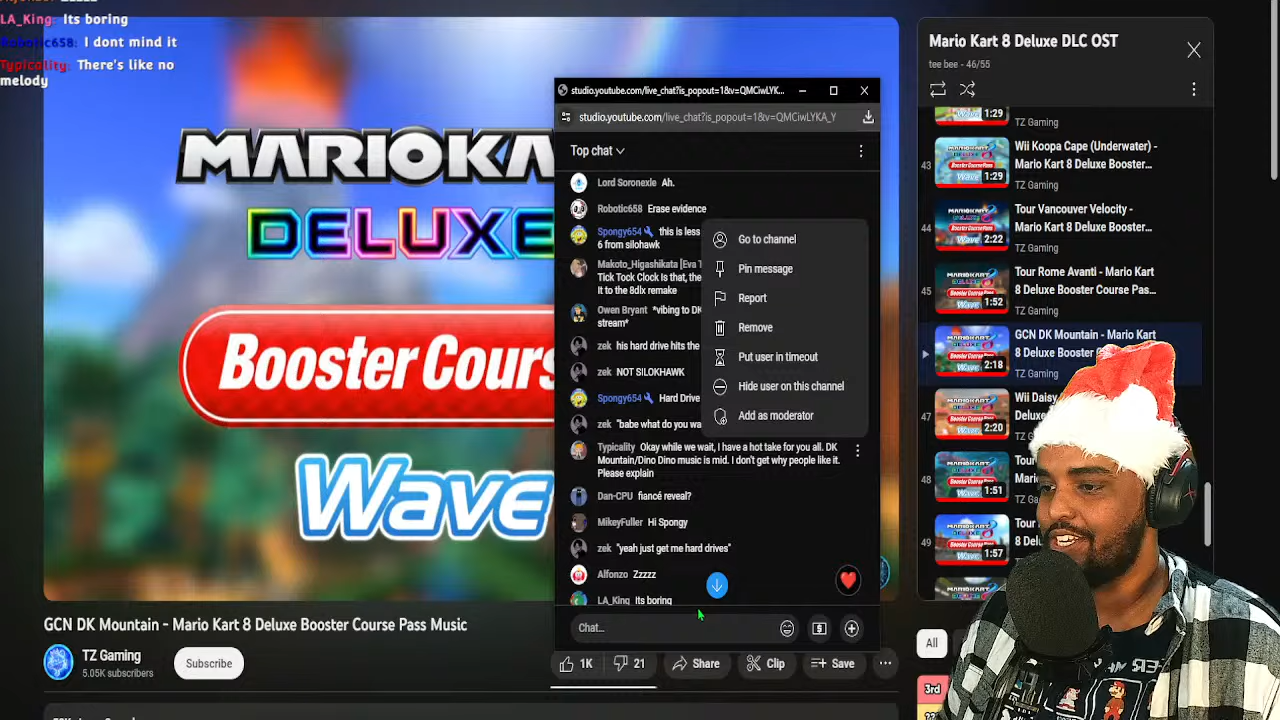 LA_King: Its boring
Robotic658: I dont mind it
Typicality: There's like no
melody
MARIOKA
DELUXE
Booster Cours
Wave
GCN DK Mountain - Mario Kart 8 Deluxe Booster Course Pass Music
TZ Gaming
5.05K subscribers
Subscribe
1K
21
Share
Clip
Save
studio.youtube.com/live_chat?is_popout=1&v=QMCiwLYK...
studio.youtube.com/live_chat?is_popout=1&v=QMCiwLYKA_Y
Top chat
Lord Soronexle Ah.
Robotic658 Erase evidence
Spongy654 this is less
6 from silohawk
Makoto_Higashikata [Eva T
Tick Tock Clock Is that, the
It to the 8dlx remake
Owen Bryant *vibing to DK
stream*
zek his hard drive hits the
zek NOT SILOKHAWK
Spongy654 Hard Drive
zek "babe what do you wa
Typicality Okay while we wait, I have a hot take for you all. DK
Mountain/Dino Dino music is mid. I don't get why people like it.
Please explain
Dan-CPU fiancé reveal?
MikeyFuller Hi Spongy
zek "yeah just get me hard drives"
Alfonzo Zzzzz
LA_King Its boring
Chat...
Go to channel
Pin message
Report
Remove
Put user in timeout
Hide user on this channel
Add as moderator
Mario Kart 8 Deluxe DLC OST
tee bee - 46/55
1:29
TZ Gaming
43
Wii Koopa Cape (Underwater) -
Mario Kart 8 Deluxe Booster...
1:29
TZ Gaming
44
Tour Vancouver Velocity -
Mario Kart 8 Deluxe Booster...
2:22
TZ Gaming
45
Tour Rome Avanti - Mario Kart
8 Deluxe Booster Course Pas...
1:52
TZ Gaming
GCN DK Mountain - Mario Kart
8 Deluxe Booster
2:18
TZ Gaming
47
Wii Daisy
Deluxe
2:20
TZ G
48
Tour
Mari
1:51
49
Tour
8 Del
1:57
All
3rd